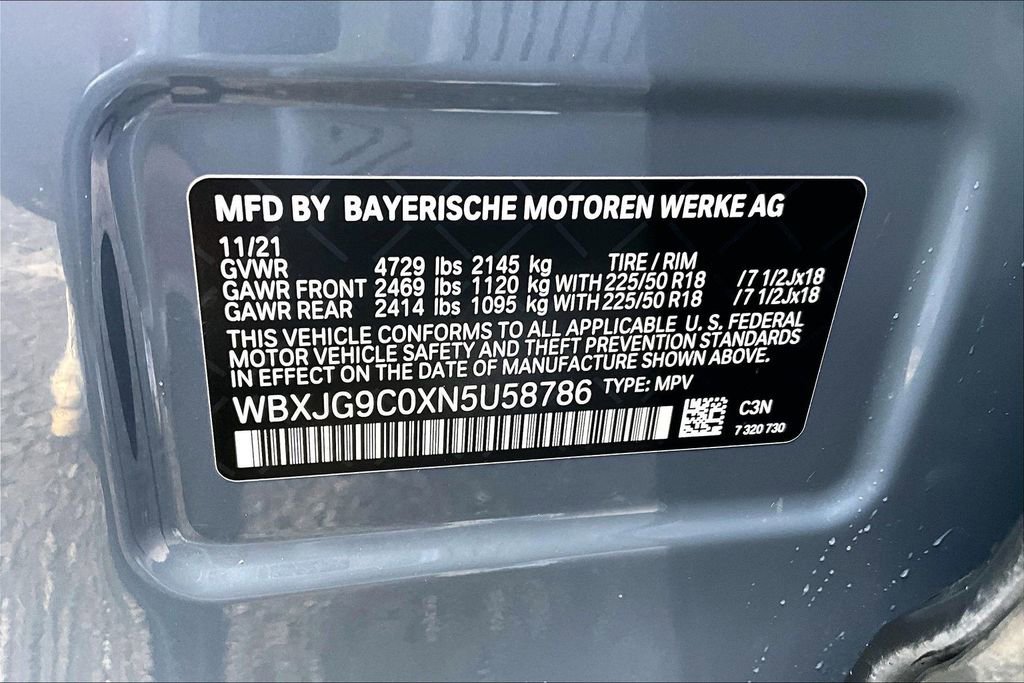 MFD BY BAYERISCHE MOTOREN WERKE AG
11/21
GVWR 4729 lbs 2145 kg TIRE / RIM
GAWR FRONT 2469 lbs 1120 kg WITH 225/50 R18 /7 1/2Jx18
GAWR REAR 2414 lbs 1095 kg WITH 225/50 R18 /7 1/2Jx18
THIS VEHICLE CONFORMS TO ALL APPLICABLE U. S. FEDERAL
MOTOR VEHICLE SAFETY AND THEFT PREVENTION STANDARDS
IN EFFECT ON THE DATE OF MANUFACTURE SHOWN ABOVE.
WBXJG9C0XN5U58786 TYPE: MPV
C3N
7 320 730